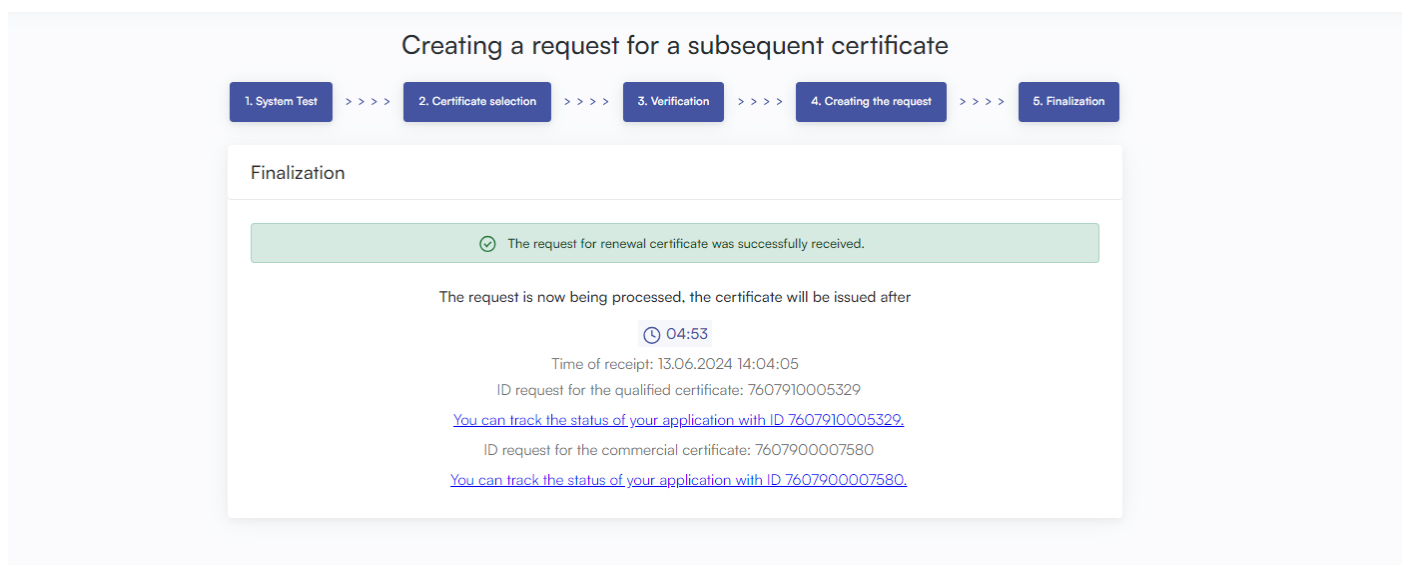 Creating a request for a subsequent certificate
1. System Test > > > > 2. Certificate selection > > > > 3. Verification > > > > 4. Creating the request > > > > 5. Finalization
Finalization
The request for renewal certificate was successfully received.
The request is now being processed, the certificate will be issued after
04:53
Time of receipt: 13.06.2024 14:04:05
ID request for the qualified certificate: 7607910005329
You can track the status of your application with ID 7607910005329.
ID request for the commercial certificate: 7607900007580
You can track the status of your application with ID 7607900007580.